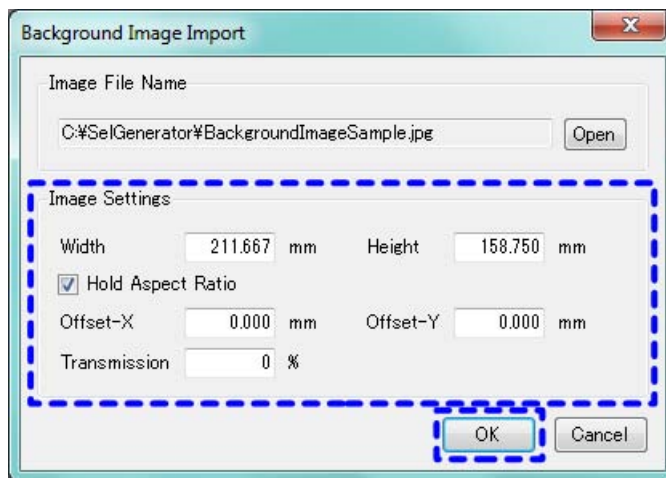 Background Image Import
Image File Name
C:¥SelGenerator¥BackgroundImageSample.jpg Open
Image Settings
Width 211.667 mm Height 158.750 mm
Hold Aspect Ratio
Offset-X 0.000 mm Offset-Y 0.000 mm
Transmission 0 %
OK Cancel